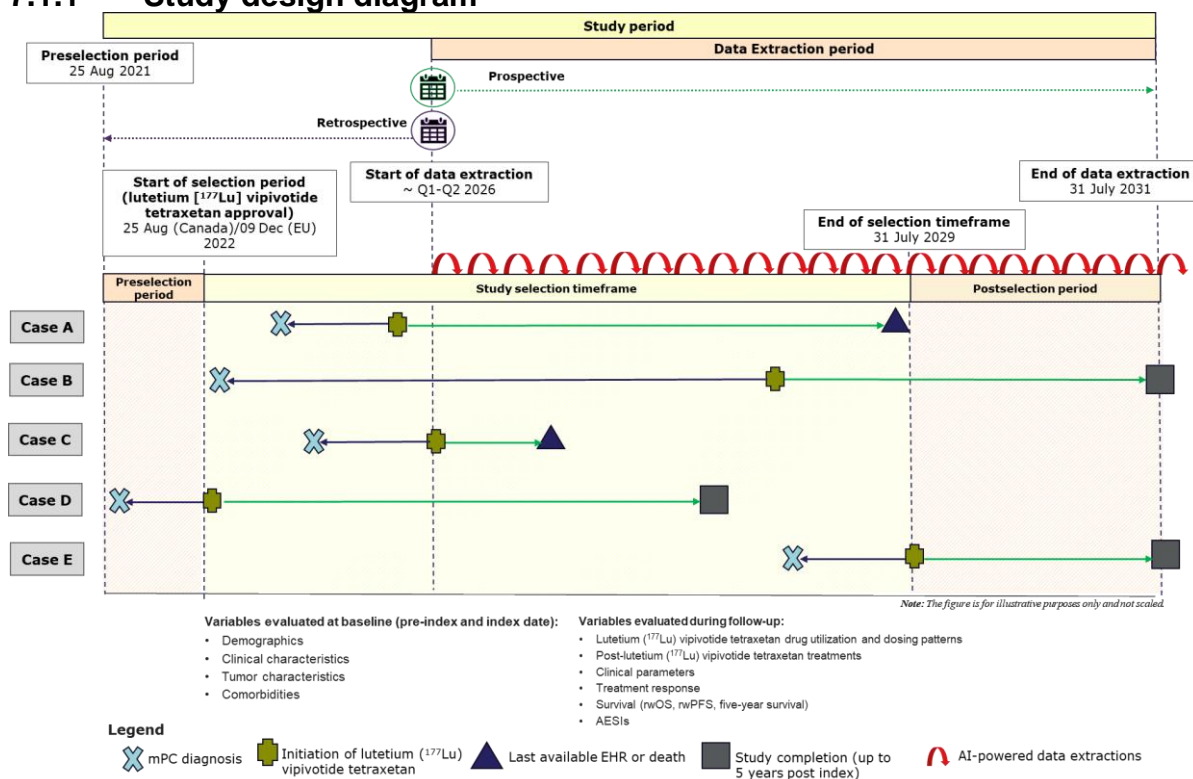 7.1.1 Study design diagram
Study period
Data Extraction period
Preselection period
25 Aug 2021
Prospective
Retrospective
Start of selection period
(lutetium [¹⁷⁷Lu] vipivotide
tetraxetan approval)
25 Aug (Canada)/09 Dec (EU)
2022
Start of data extraction
~ Q1-Q2 2026
End of data extraction
31 July 2031
End of selection timeframe
31 July 2029
Preselection
period
Study selection timeframe
Postselection period
Case A
Case B
Case C
Case D
Case E
Note: The figure is for illustrative purposes only and not scaled.
Variables evaluated at baseline (pre-index and index date):
• Demographics
• Clinical characteristics
• Tumor characteristics
• Comorbidities
Variables evaluated during follow-up:
• Lutetium (¹⁷⁷Lu) vipivotide tetraxetan drug utilization and dosing patterns
• Post-lutetium (¹⁷⁷Lu) vipivotide tetraxetan treatments
• Clinical parameters
• Treatment response
• Survival (rwOS, rwPFS, five-year survival)
• AESIs
Legend
mPC diagnosis
Initiation of lutetium (¹⁷⁷Lu)
vipivotide tetraxetan
Last available EHR or death
Study completion (up to
5 years post index)
AI-powered data extractions